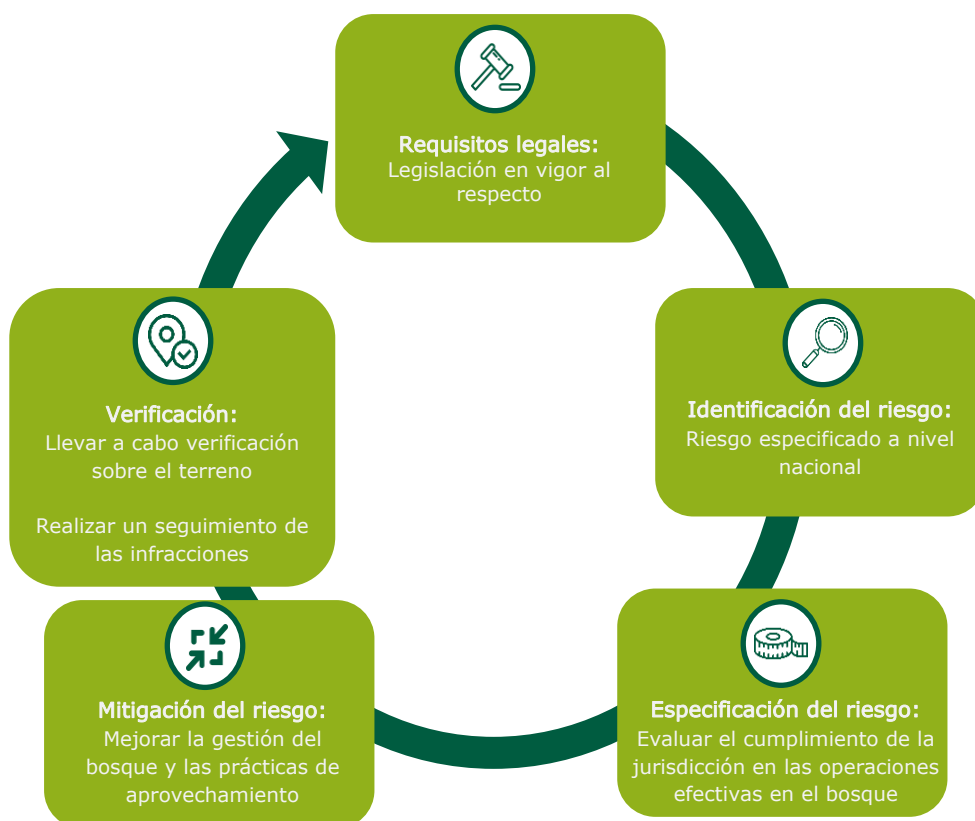 Requisitos legales:
Legislación en vigor al
respecto
Identificación del riesgo:
Riesgo especificado a nivel
nacional
Especificación del riesgo:
Evaluar el cumplimiento de la
jurisdicción en las operaciones
efectivas en el bosque
Mitigación del riesgo:
Mejorar la gestión del
bosque y las prácticas de
aprovechamiento
Verificación:
Llevar a cabo verificación
sobre el terreno
Realizar un seguimiento de
las infracciones